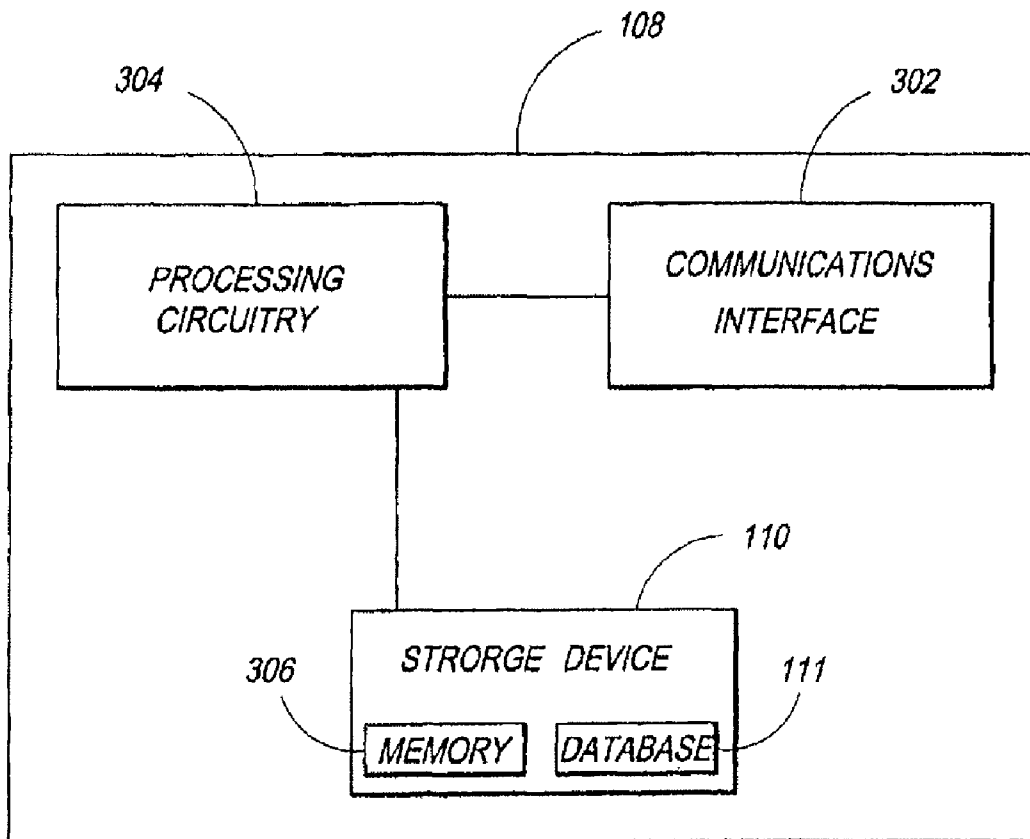 108
304
302
PROCESSING
CIRCUITRY
COMMUNICATIONS
INTERFACE
110
STRORGE DEVICE
306
111
MEMORY
DATABASE